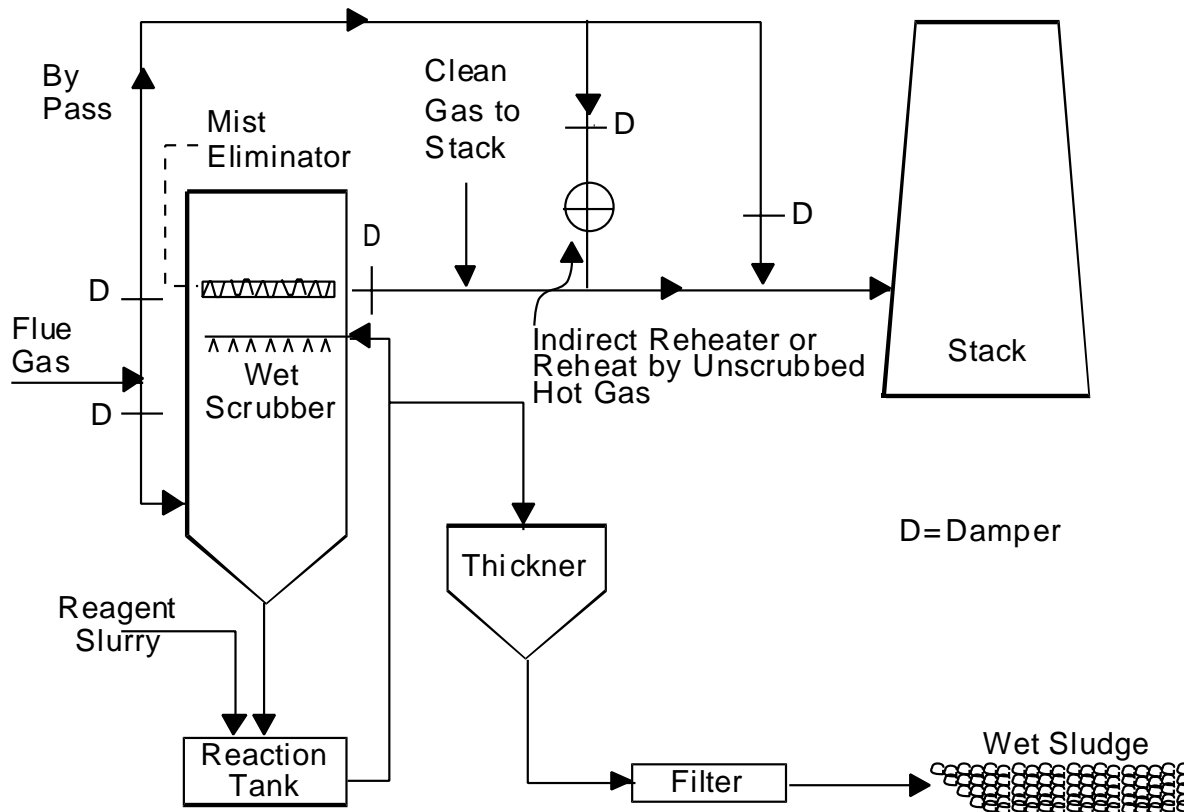 By
Pass
Clean
Gas to
Stack
D
Mist
Eliminator
D
D
D
Flue
Gas
Indirect Reheater or
Reheat by Unscrubbed
Hot Gas
Stack
Wet
Scrubber
D
D=Damper
Thickner
Reagent
Slurry
Reaction
Tank
Filter
Wet Sludge